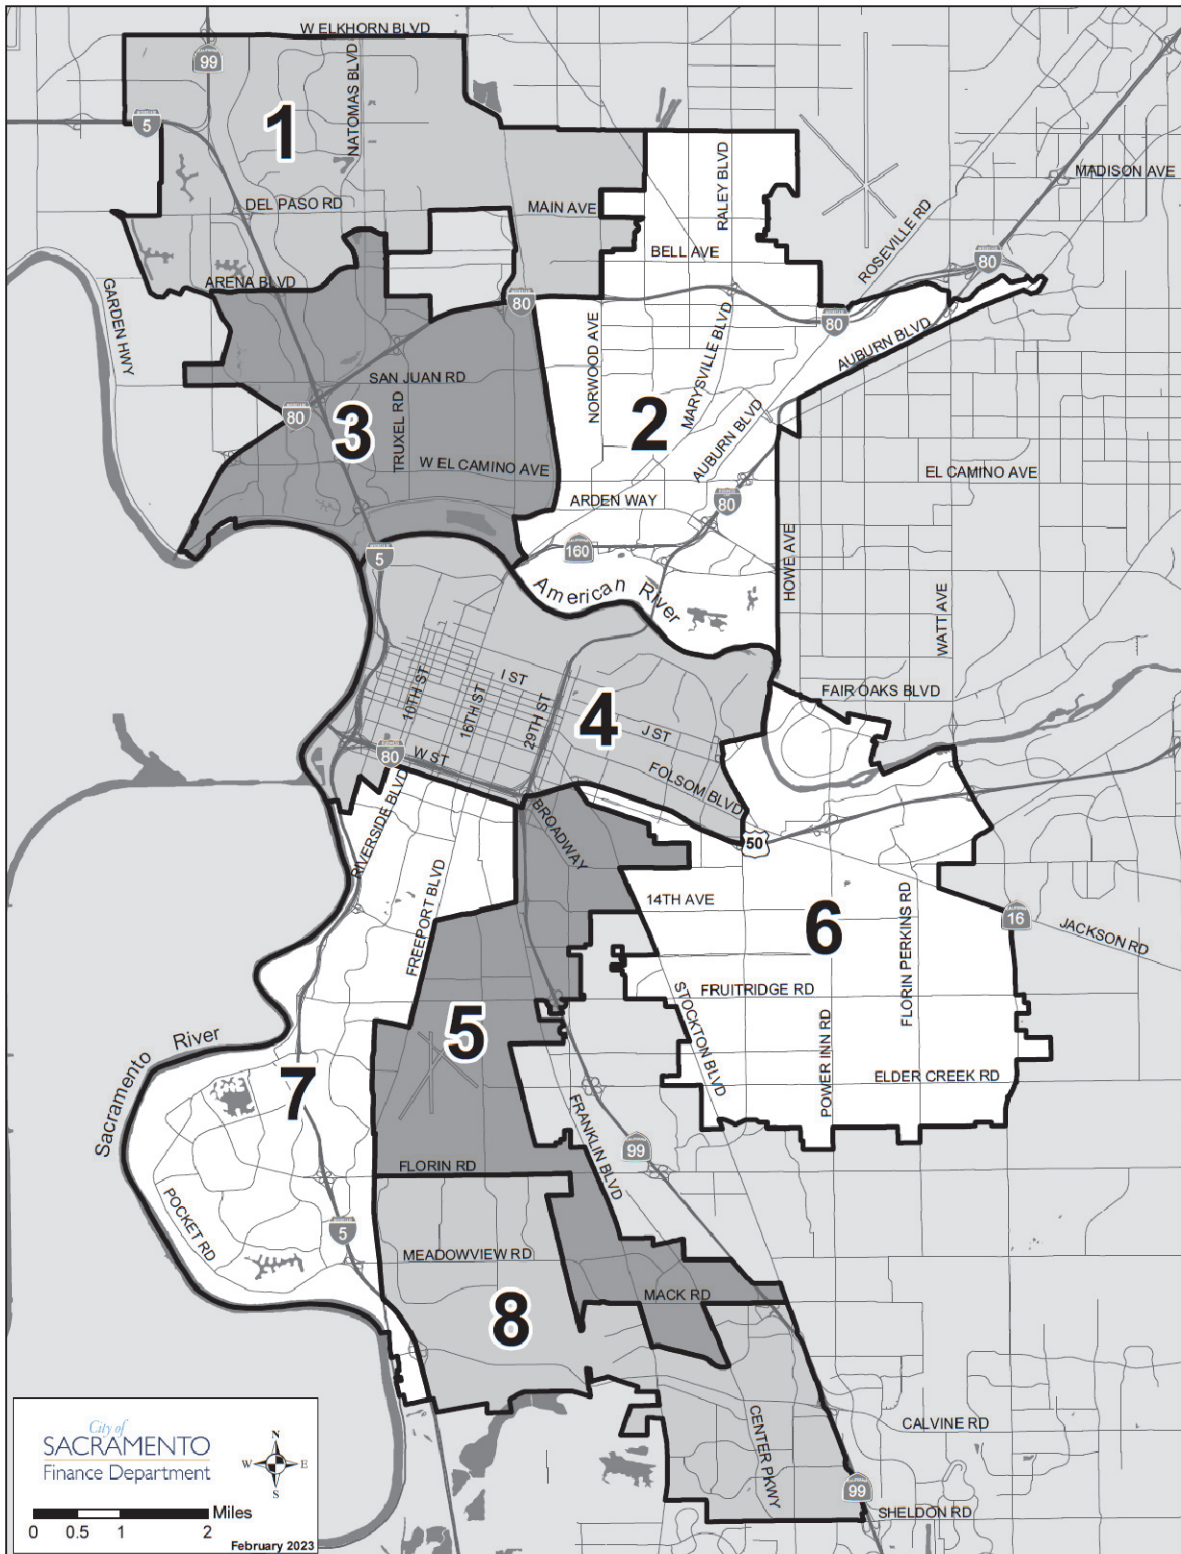 W ELKHORN BLVD
99
NATOMAS BLVD
5
1
RALEY BLVD
MADISON AVE
DEL PASO RD
MAIN AVE
ROSEVILLE RD
BELL AVE
80
ARENA BLVD
GARDEN HWY
80
80
NORWOOD AVE
MARYSVILLE BLVD
AUBURN BLVD
SAN JUAN RD
80
3
TRUXEL RD
2
AUBURN BLVD
W EL CAMINO AVE
EL CAMINO AVE
ARDEN WAY
80
160
5
HOWE AVE
American River
WATT AVE
I ST
10TH ST
16TH ST
29TH ST
4
J ST
FAIR OAKS BLVD
80
W ST
FOLSOM BLVD
RIVERSIDE BLVD
BROADWAY
50
FREEPORT BLVD
14TH AVE
6
FLORIN PERKINS RD
16
JACKSON RD
FRUITRIDGE RD
STOCKTON BLVD
POWER INN RD
5
Sacramento River
7
ELDER CREEK RD
FRANKLIN BLVD
99
FLORIN RD
POCKET RD
5
MEADOWVIEW RD
MACK RD
8
CENTER PKWY
CALVINE RD
99
SHELDON RD
City of
SACRAMENTO
Finance Department
N
W E
S
Miles
0 0.5 1 2
February 2023